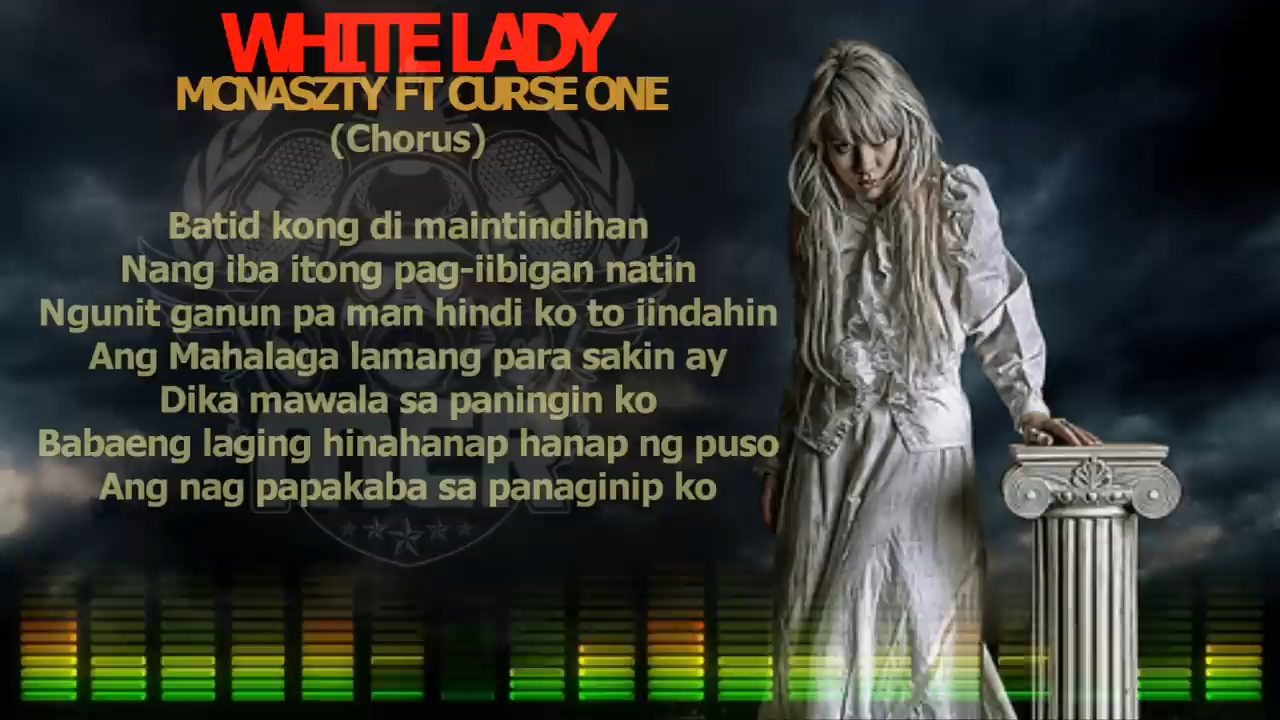 WHITE LADY
MCNASZTY FT CURSE ONE
(Chorus)
Batid kong di maintindihan
Nang iba itong pag-iibigan natin
Ngunit ganun pa man hindi ko to iindahin
Ang Mahalaga lamang para sakin ay
Dika mawala sa paningin ko
Babaeng laging hinahanap hanap ng puso
Ang nag papakaba sa panaginip ko
MCR